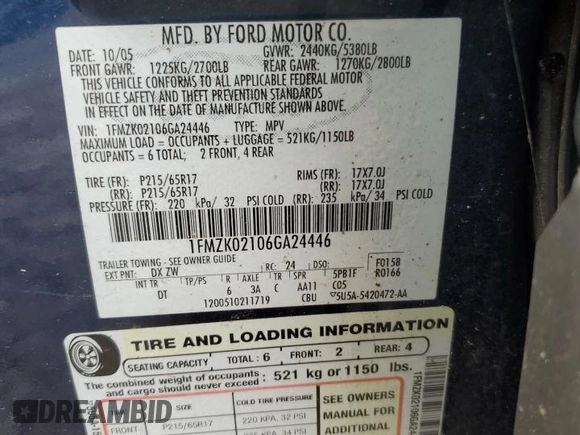 MFD. BY FORD MOTOR CO.
DATE: 10/05 GVWR: 2440KG/5380LB
FRONT GAWR: 1225KG/2700LB REAR GAWR: 1270KG/2800LB
THIS VEHICLE CONFORMS TO ALL APPLICABLE FEDERAL MOTOR
VEHICLE SAFETY AND THEFT PREVENTION STANDARDS
IN EFFECT ON THE DATE OF MANUFACTURE SHOWN ABOVE.
VIN: 1FMZK02106GA24446 TYPE: MPV
MAXIMUM LOAD = OCCUPANTS + LUGGAGE = 521KG/1150LB
OCCUPANTS = 6 TOTAL: 2 FRONT, 4 REAR
TIRE (FR): P215/65R17 RIMS (FR): 17X7.0J
(RR): P215/65R17 (RR): 17X7.0J
PRESSURE (FR): 220 kPa/ 32 PSI COLD (RR) 235 kPa/ 34 PSI COLD
1FMZK02106GA24446
TRAILER TOWING - SEE OWNER GUIDE
EXT PNT: DX ZW RC: 24 DSO: F0158
INT TR TP/PS R AXLE TR SPR 5PB1F R0166
DT 6 3A C AA11 C05
1200510211719 CBU 5U5A-5420472-AA
TIRE AND LOADING INFORMATION
SEATING CAPACITY TOTAL: 6 FRONT: 2 REAR: 4
The combined weight of occupants
and cargo should never exceed: 521 kg or 1150 lbs.
TIRE SIZE COLD TIRE PRESSURE SEE OWNERS
FRONT P215/65R17 220 KPA, 32 PSI MANUAL FOR
ADDITIONAL
AUTODREAMBID